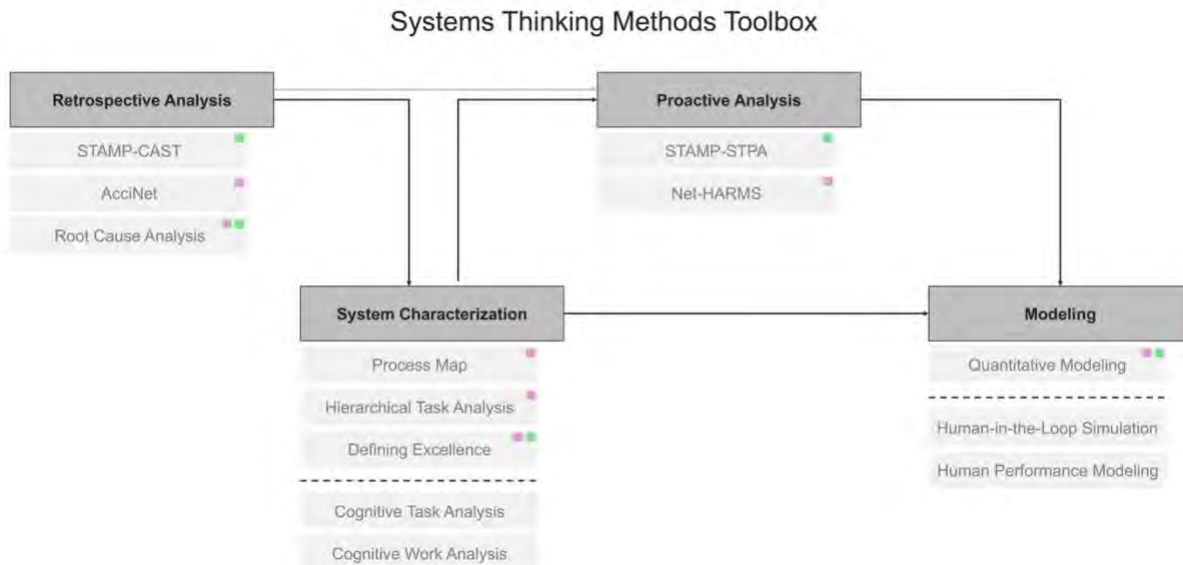 Systems Thinking Methods Toolbox
Retrospective Analysis
STAMP-CAST
AcciNet
Root Cause Analysis
Proactive Analysis
STAMP-STPA
Net-HARMS
System Characterization
Process Map
Hierarchical Task Analysis
Defining Excellence
Cognitive Task Analysis
Cognitive Work Analysis
Modeling
Quantitative Modeling
Human-in-the-Loop Simulation
Human Performance Modeling